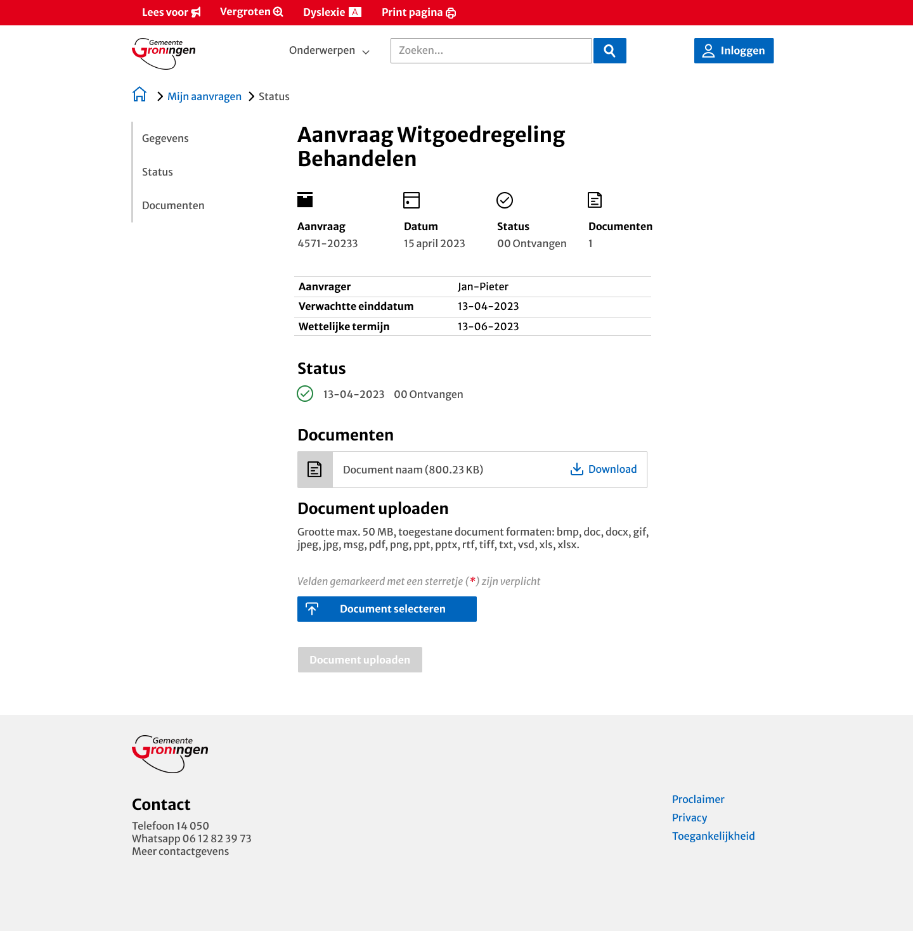 Lees voor
Vergroten
Dyslexie A
Print pagina
Gemeente
Groningen
Onderwerpen
Zoeken...
Inloggen
Mijn aanvragen
Status
Gegevens
Status
Documenten
Aanvraag Witgoedregeling
Behandelen
Aanvraag
4571-20233
Datum
15 april 2023
Status
00 Ontvangen
Documenten
1
Aanvrager Jan-Pieter
Verwachtte einddatum 13-04-2023
Wettelijke termijn 13-06-2023
Status
13-04-2023 00 Ontvangen
Documenten
Document naam (800.23 KB) Download
Document uploaden
Grootte max. 50 MB, toegestane document formaten: bmp, doc, docx, gif,
jpeg, jpg, msg, pdf, png, ppt, pptx, rtf, tiff, txt, vsd, xls, xlsx.
Velden gemarkeerd met een sterretje (*) zijn verplicht
Document selecteren
Document uploaden
Gemeente
Groningen
Contact
Telefoon 14 050
Whatsapp 06 12 82 39 73
Meer contactgevens
Proclaimer
Privacy
Toegankelijkheid